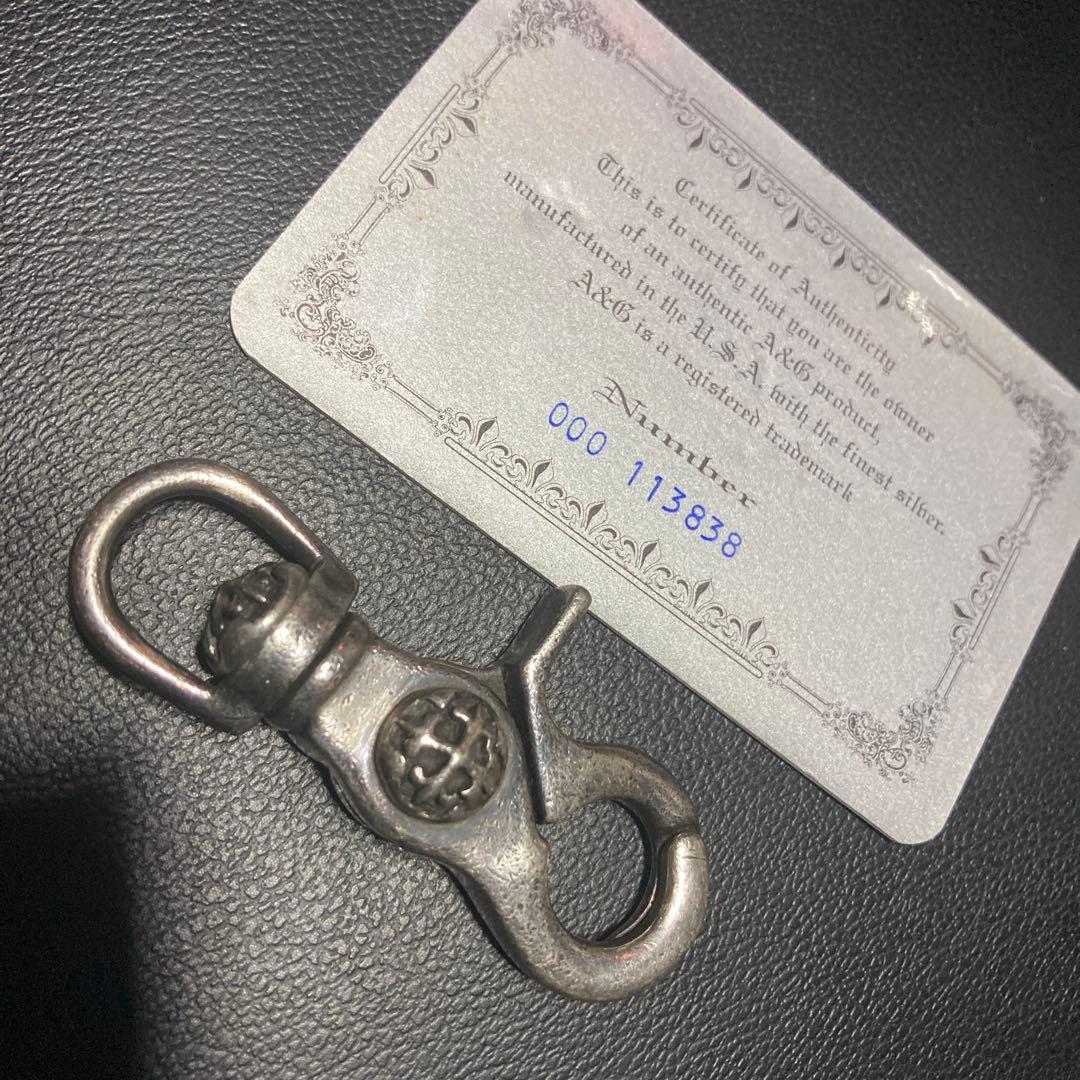 Certificate of Authenticity
This is to certify that you are the owner
of an authentic A&G product,
manufactured in the U.S.A. with the finest silver.
A&G is a registered trademark
Number
000 113838